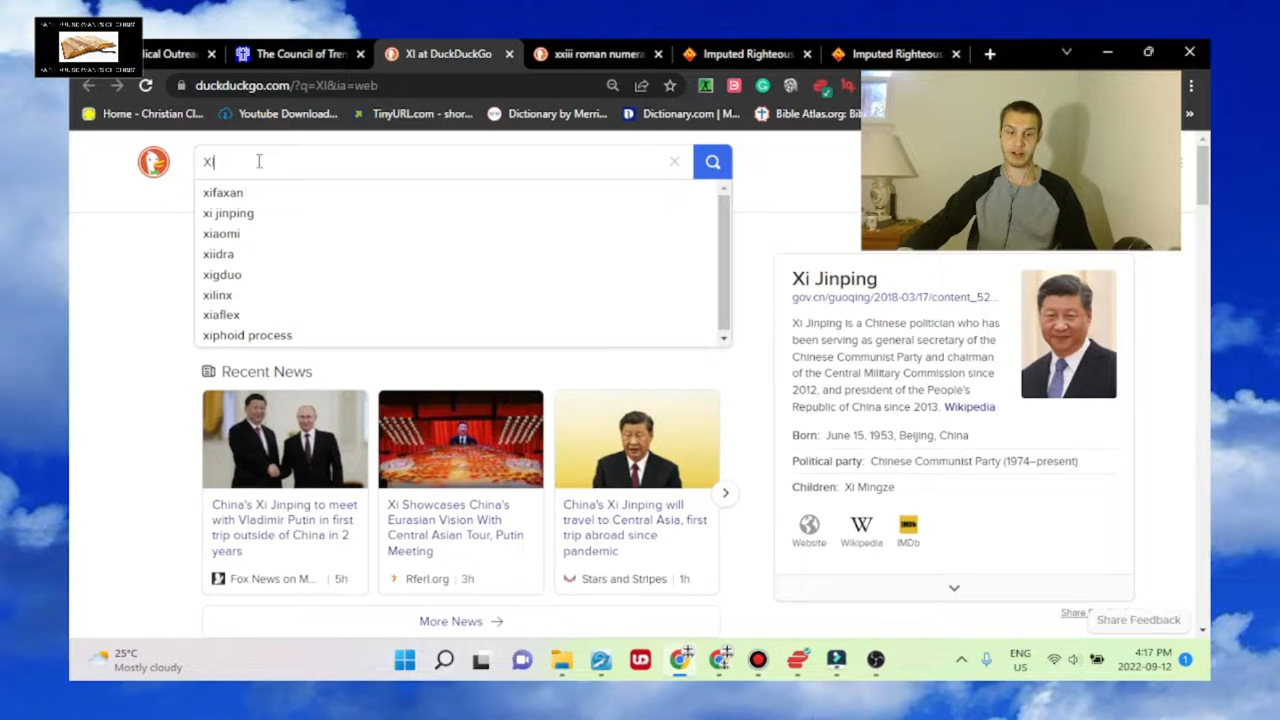 XI at DuckDuckGo
The Council of Tren
xxiii roman numera
Imputed Righteous
Imputed Righteous
duckduckgo.com/?q=XI&ia=web
Home - Christian Cl...
Youtube Download...
TinyURL.com - shor...
Dictionary by Merri...
Dictionary.com | M...
Bible Atlas.org: Bib
»
xi
xifaxan
xi jinping
xiaomi
xiidra
xigduo
xilinx
xiaflex
xiphoid process
Recent News
China's Xi Jinping to meet
with Vladimir Putin in first
trip outside of China in 2
years
Fox News on M... | 5h
Xi Showcases China's
Eurasian Vision With
Central Asian Tour, Putin
Meeting
Rferl.org | 3h
China's Xi Jinping will
travel to Central Asia, first
trip abroad since
pandemic
Stars and Stripes | 1h
More News
Xi Jinping
gov.cn/guoqing/2018-03/17/content_52...
Xi Jinping is a Chinese politician who has
been serving as general secretary of the
Chinese Communist Party and chairman
of the Central Military Commission since
2012, and president of the People's
Republic of China since 2013. Wikipedia
Born: June 15, 1953, Beijing, China
Political party: Chinese Communist Party (1974–present)
Children: Xi Mingze
Website
Wikipedia
IMDb
Share
Share Feedback
25°C
Mostly cloudy
ENG
US
4:17 PM
2022-09-12
1